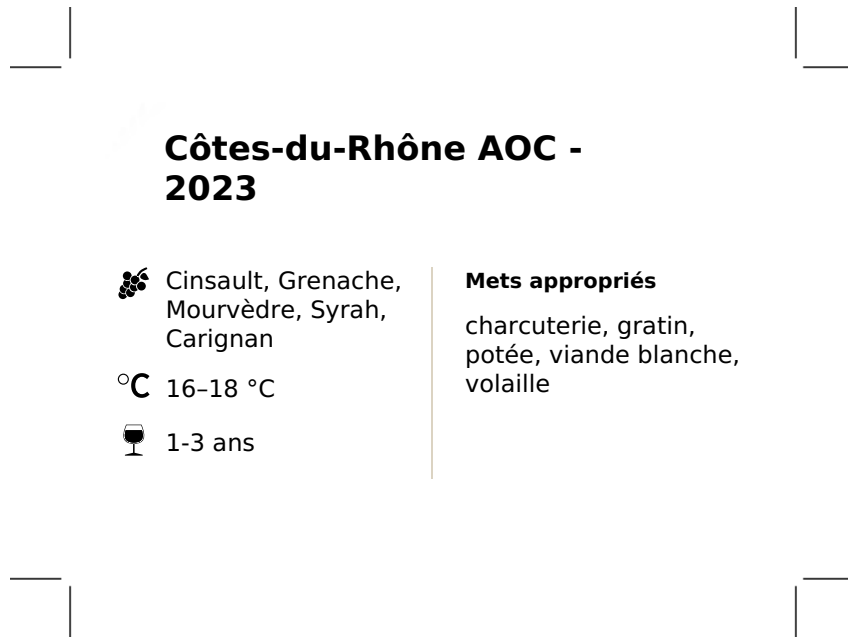 Côtes-du-Rhône AOC -
2023
Cinsault, Grenache,
Mourvèdre, Syrah,
Carignan
°C 16–18 °C
1-3 ans
Mets appropriés
charcuterie, gratin,
potée, viande blanche,
volaille